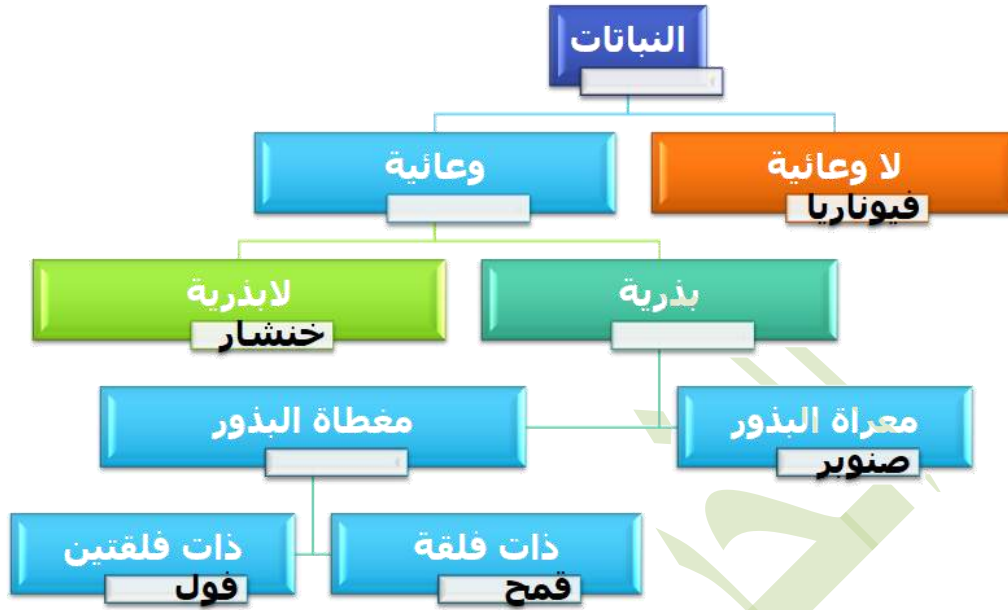 النباتات
لا وعائية
فيوناريا
وعائية
بذرية
لابذرية
خنشار
معراة البذور
صنوبر
مغطاة البذور
ذات فلقة
قمح
ذات فلقتين
فول